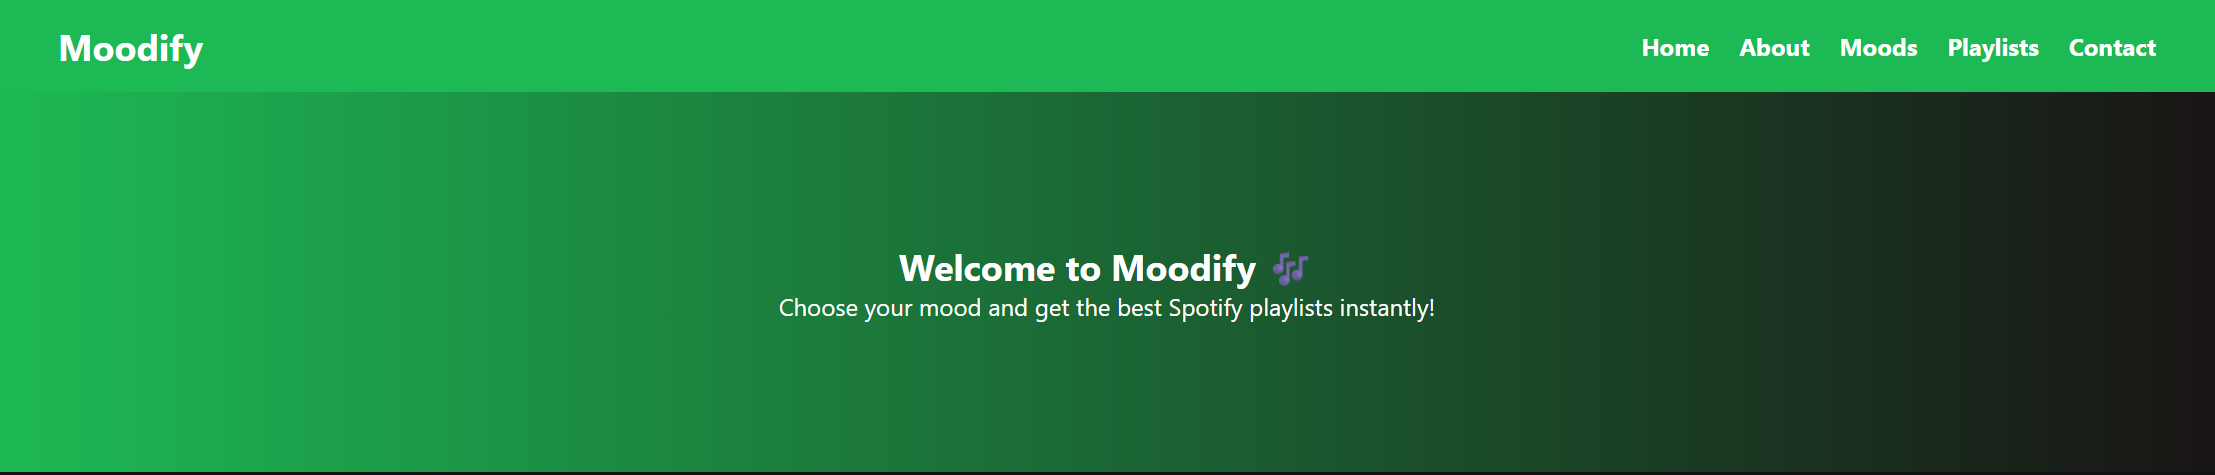 Moodify
Home About Moods Playlists Contact
Welcome to Moodify 🎶
Choose your mood and get the best Spotify playlists instantly!